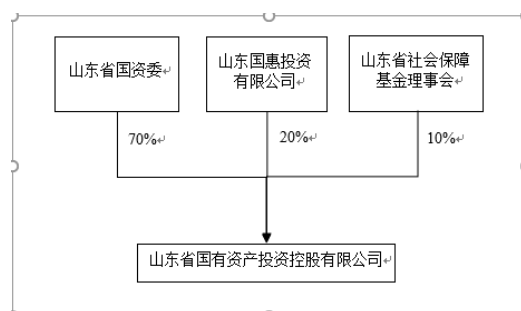 山东省国资委
山东国惠投资
有限公司
山东省社会保障
基金理事会
70%
20%
10%
山东省国有资产投资控股有限公司